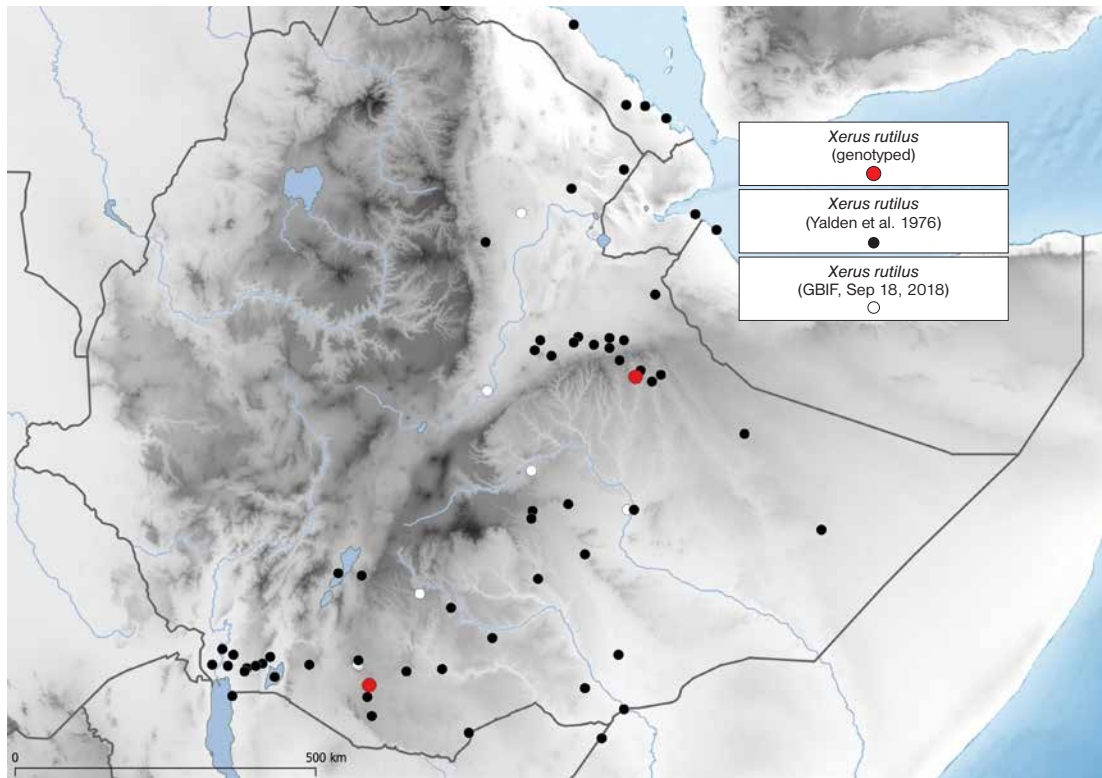 Xerus rutilus
(genotyped)
Xerus rutilus
(Yalden et al. 1976)
Xerus rutilus
(GBIF, Sep 18, 2018)
0
500 km